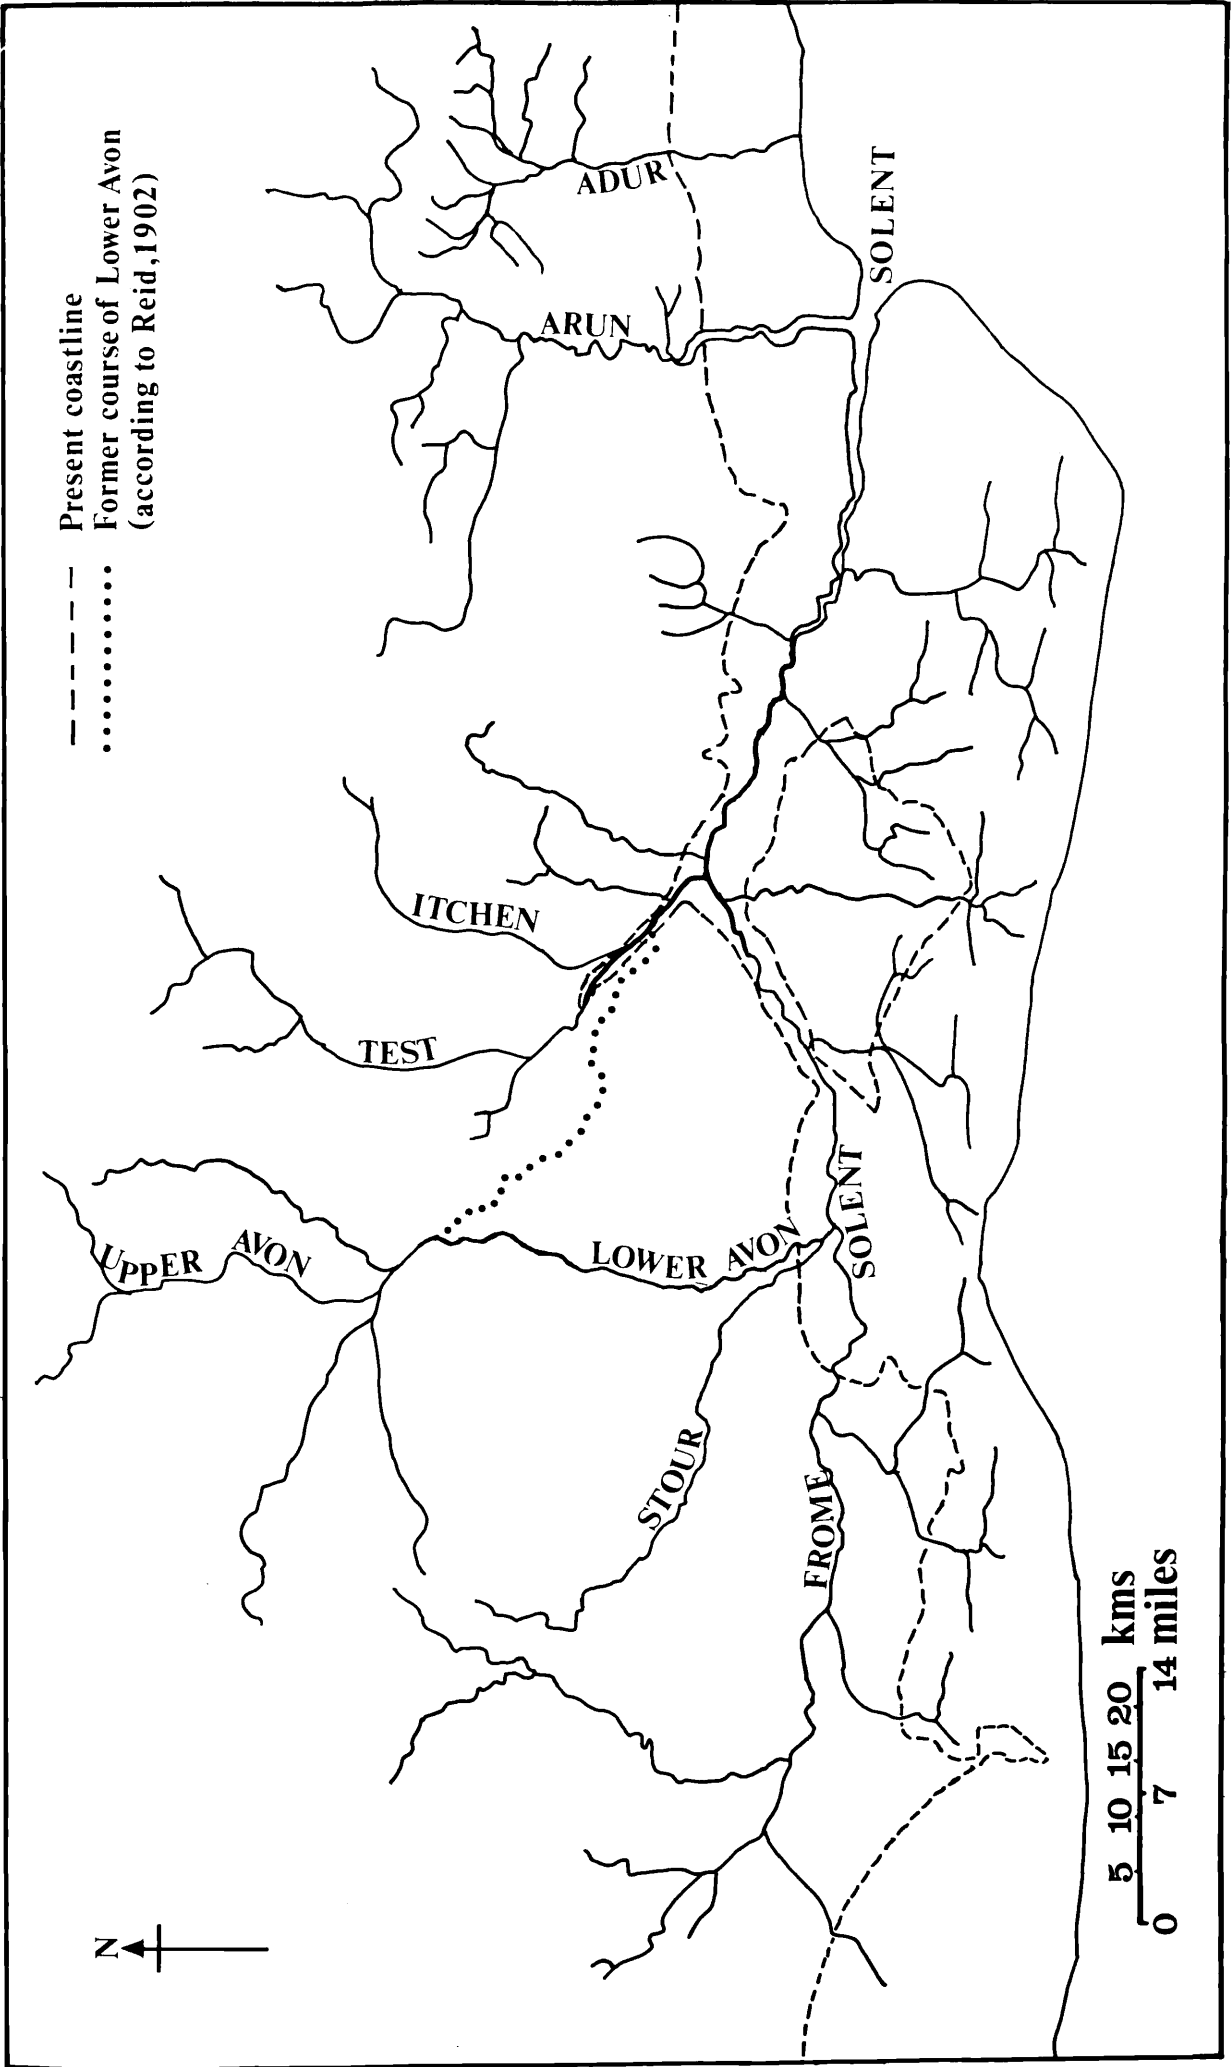 N
Present coastline
Former course of Lower Avon
(according to Reid,1902)
UPPER AVON
TEST
ITCHEN
ARUN
ADUR
STOUR
LOWER AVON
FROME
SOLENT
SOLENT
5 10 15 20 kms
0 7 14 miles